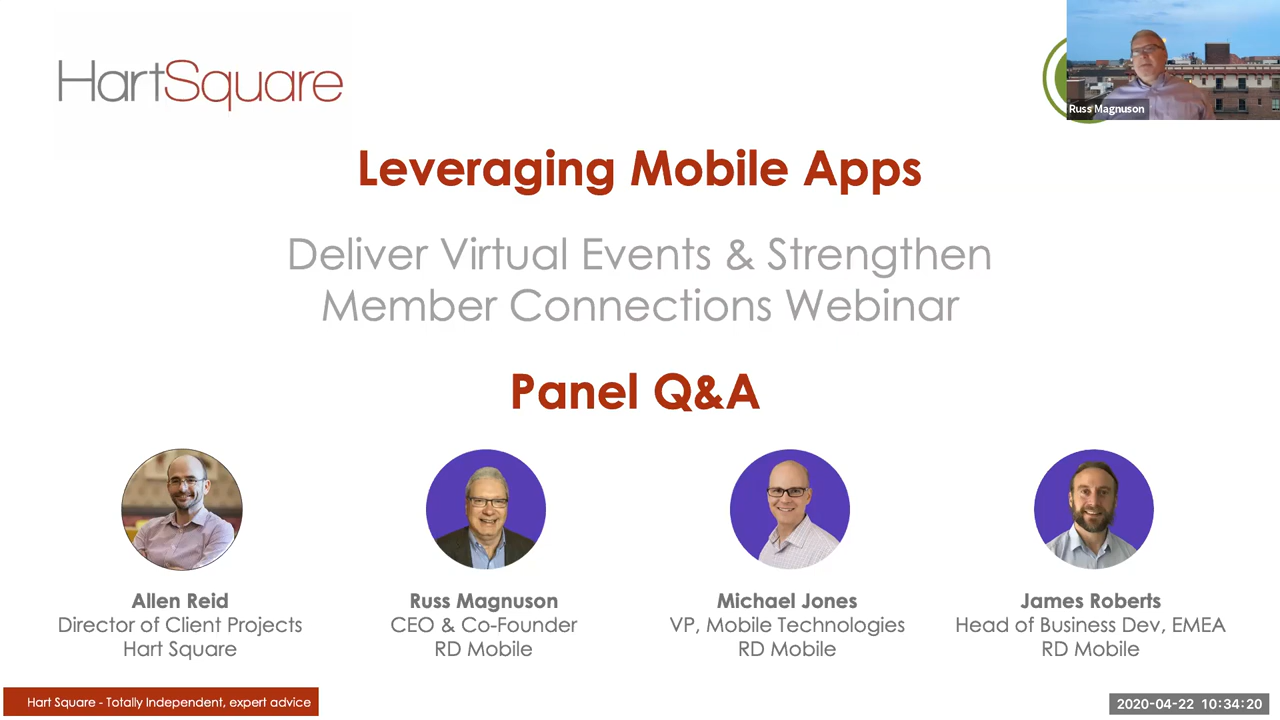 HartSquare
Russ Magnuson
Leveraging Mobile Apps
Deliver Virtual Events & Strengthen
Member Connections Webinar
Panel Q&A
Allen Reid
Director of Client Projects
Hart Square
Russ Magnuson
CEO & Co-Founder
RD Mobile
Michael Jones
VP, Mobile Technologies
RD Mobile
James Roberts
Head of Business Dev, EMEA
RD Mobile
Hart Square - Totally Independent, expert advice
2020-04-22 10:34:20